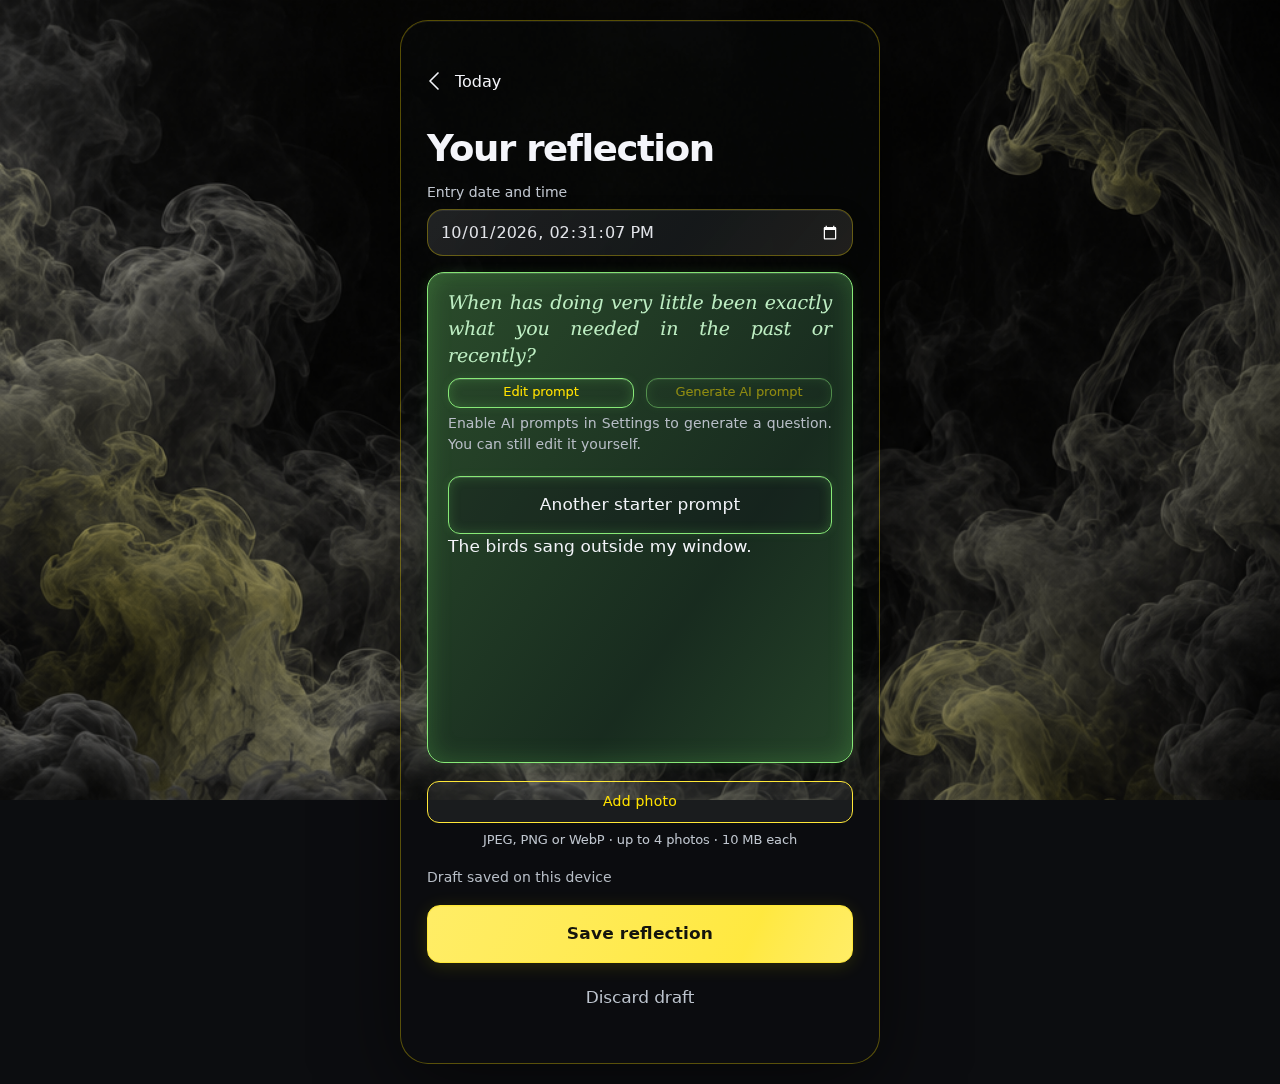 Today
Your reflection
Entry date and time
10/01/2026, 02:31:07 PM
When has doing very little been exactly
what you needed in the past or
recently?
Edit prompt
Generate AI prompt
Enable AI prompts in Settings to generate a question.
You can still edit it yourself.
Another starter prompt
The birds sang outside my window.
Add photo
JPEG, PNG or WebP · up to 4 photos · 10 MB each
Draft saved on this device
Save reflection
Discard draft